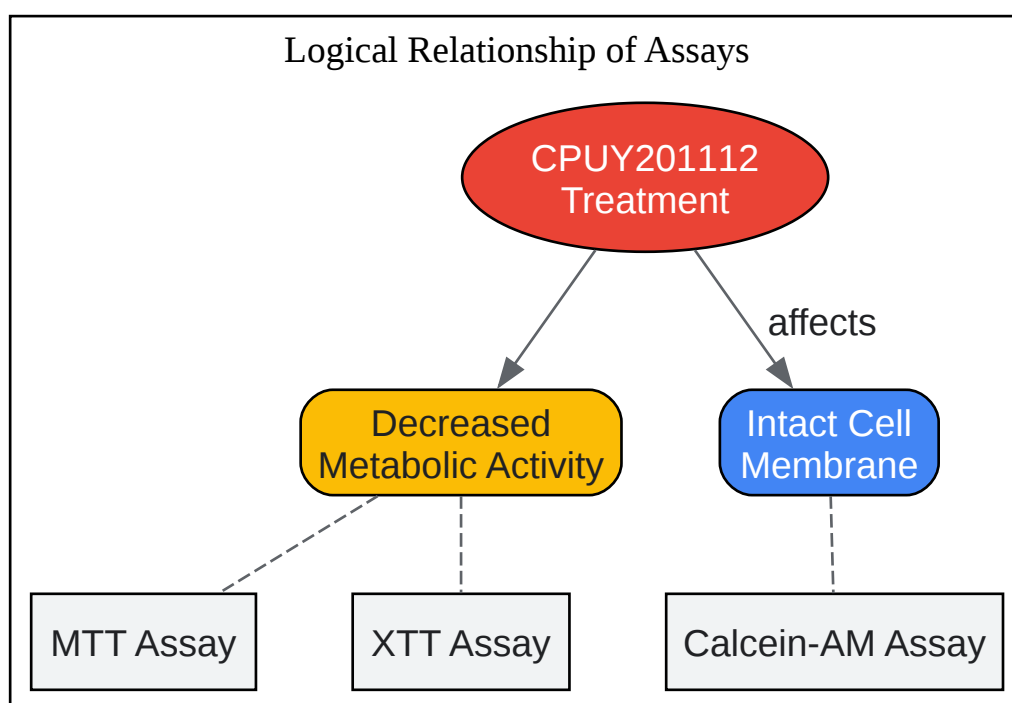 Logical Relationship of Assays
CPUY201112
Treatment
affects
Decreased
Metabolic Activity
Intact Cell
Membrane
MTT Assay
XTT Assay
Calcein-AM Assay